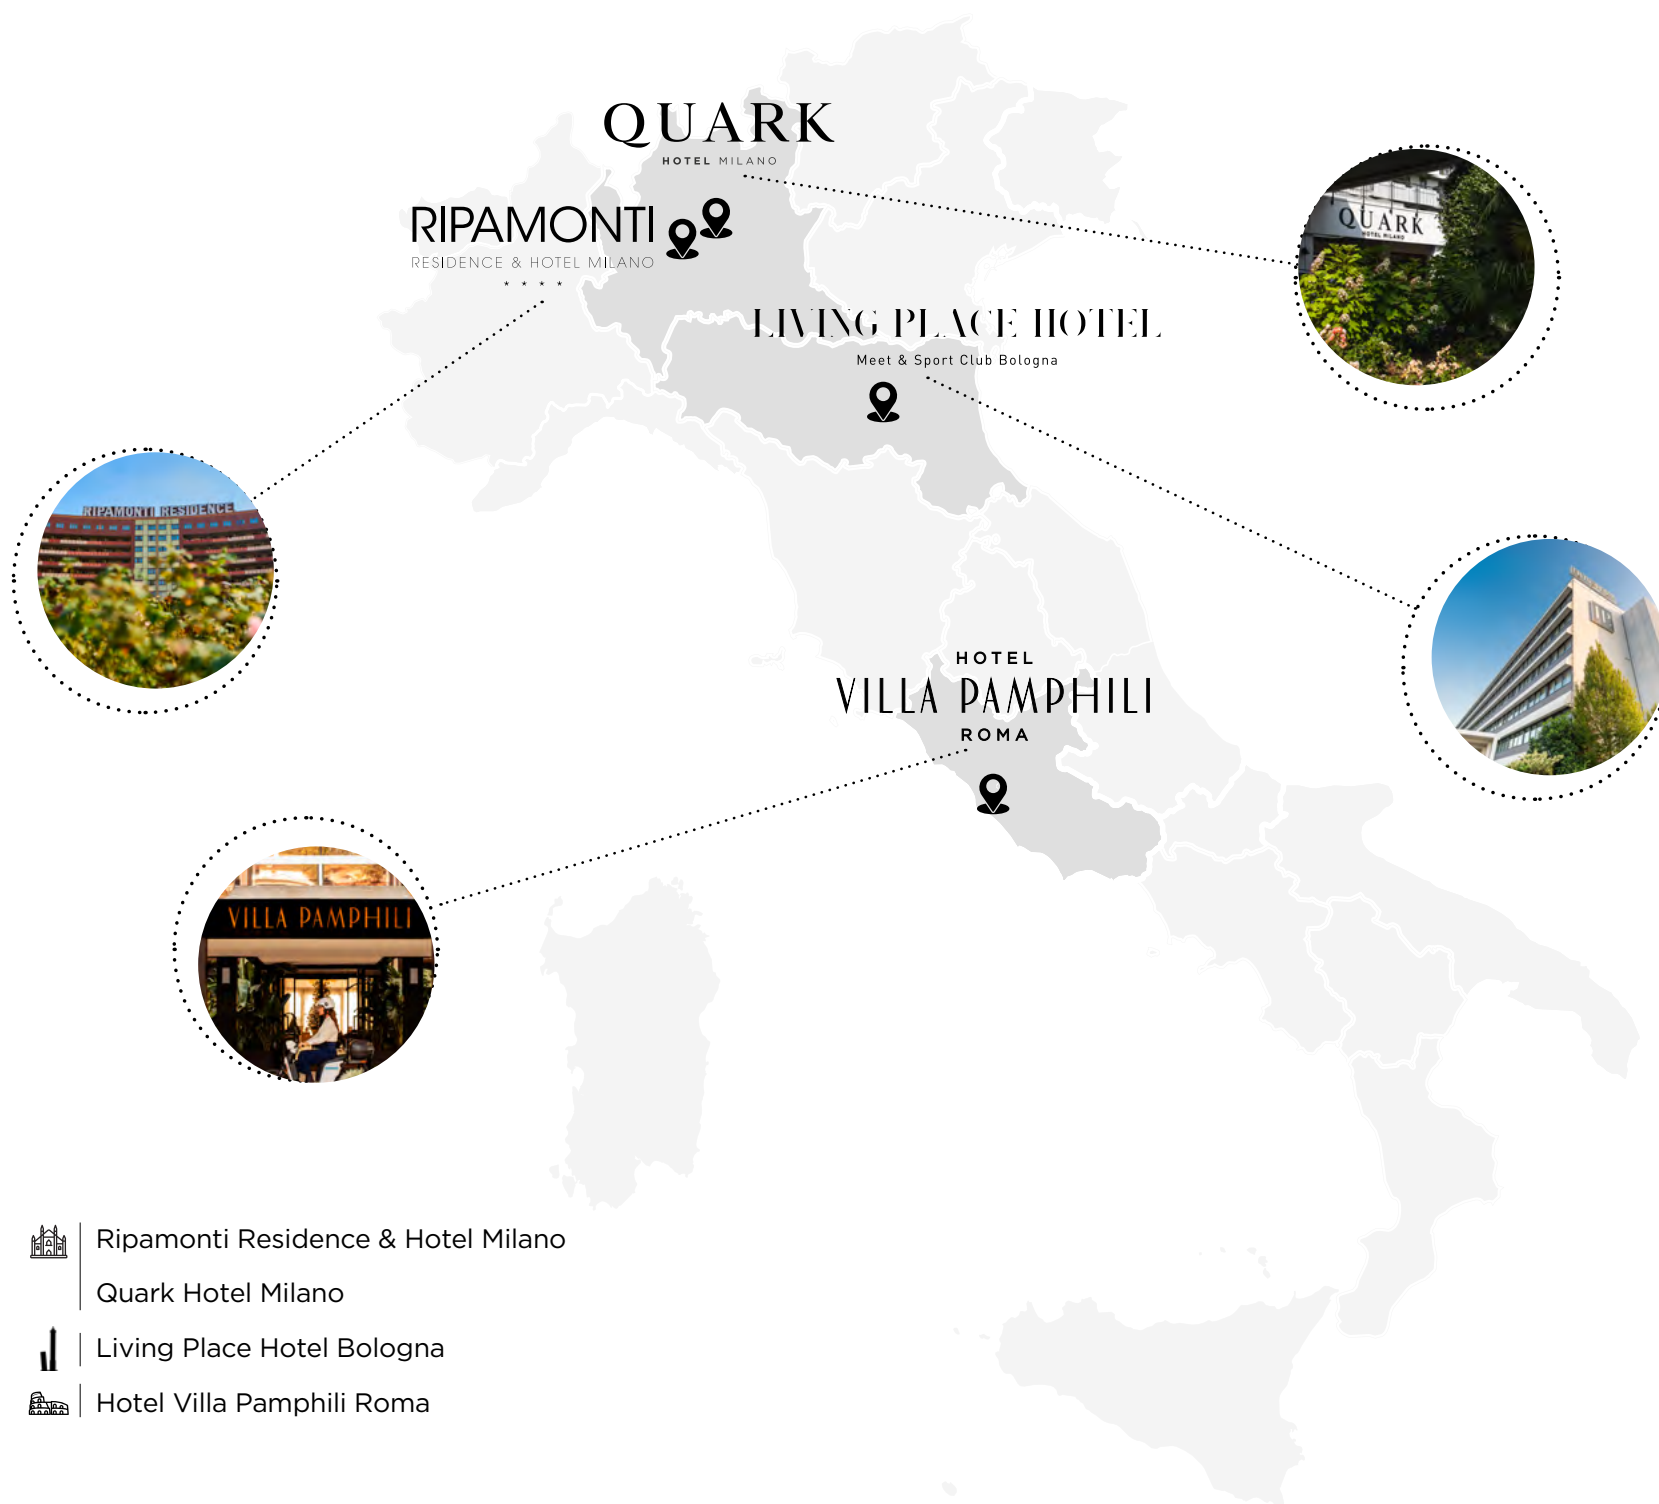 QUARK
HOTEL MILANO
RIPAMONTI
RESIDENCE & HOTEL MILANO
* * * *
QUARK
HOTEL MILANO
LIVING PLACE HOTEL
Meet & Sport Club Bologna
RIPAMONTI RESIDENCE
HOTEL
VILLA PAMPHILI
ROMA
VILLA PAMPHILI
Ripamonti Residence & Hotel Milano
Quark Hotel Milano
Living Place Hotel Bologna
Hotel Villa Pamphili Roma